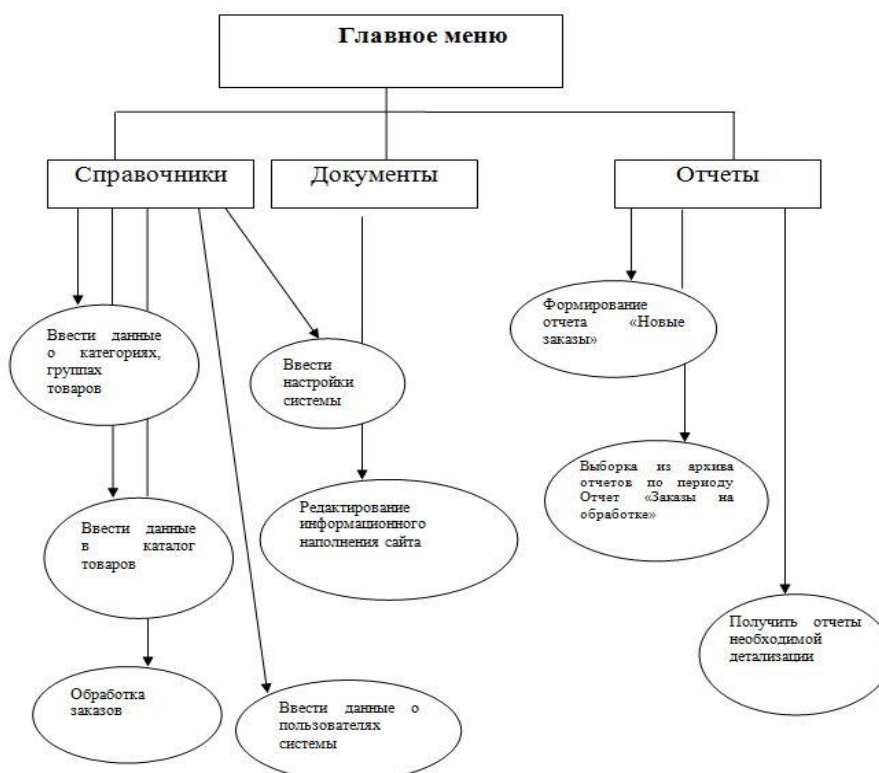 Главное меню
Справочники
Документы
Отчеты
Формирование
отчета «Новые
заказы»
Ввести данные
о категориях,
группах
товаров
Ввести
настройки
системы
Выборка из архива
отчетов по периоду
Отчет «Заказы на
обработке»
Ввести данные
в каталог
товаров
Редактирование
информационного
наполнения сайта
Получить отчеты
необходимой
детализации
Обработка
заказов
Ввести данные о
пользователях
системы